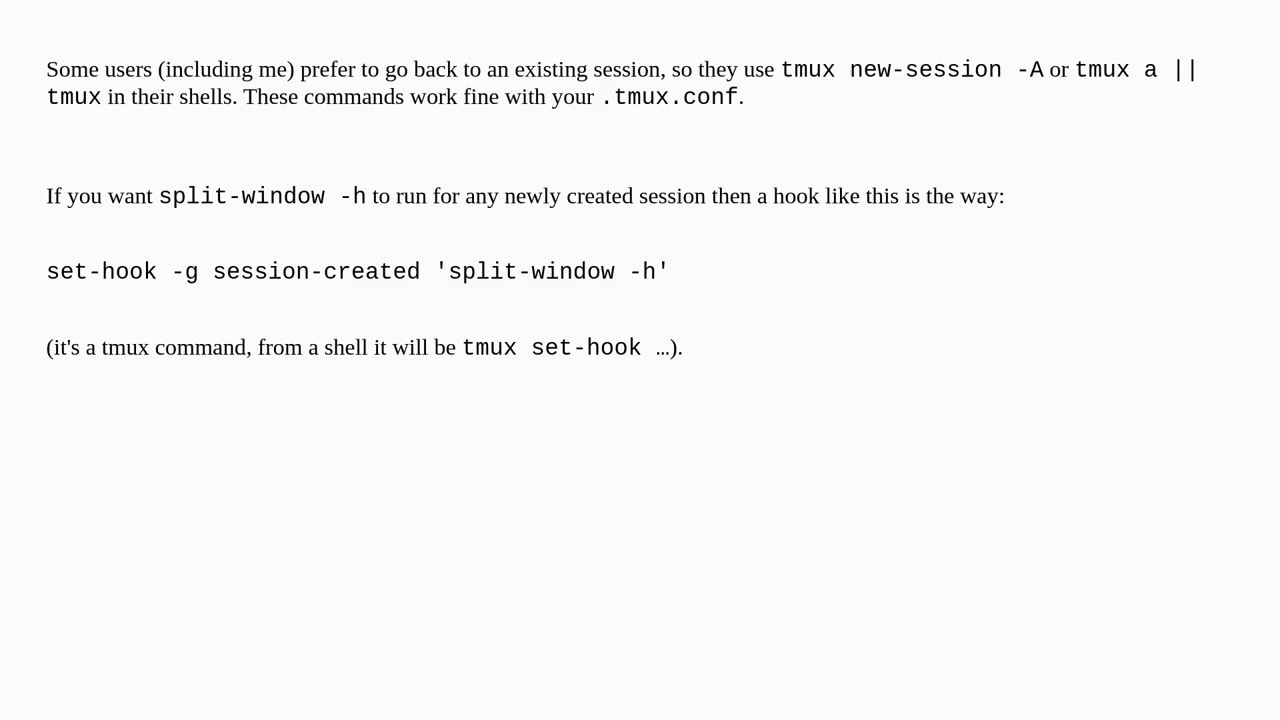 Some users (including me) prefer to go back to an existing session, so they use tmux new-session -A or tmux a ||
tmux in their shells. These commands work fine with your .tmux.conf.
If you want split-window -h to run for any newly created session then a hook like this is the way:
set-hook -g session-created 'split-window -h'
(it's a tmux command, from a shell it will be tmux set-hook …).